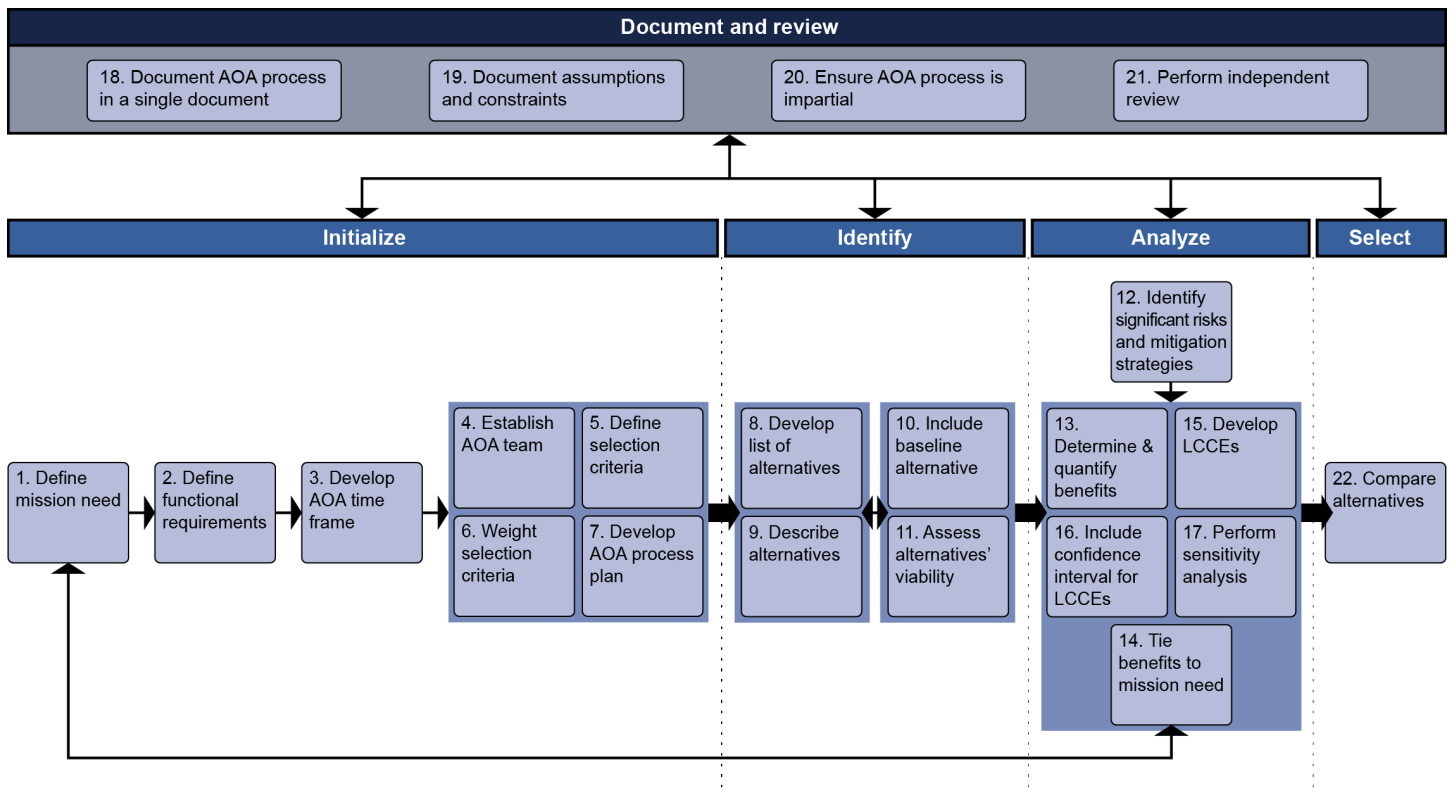 Document and review
18. Document AOA process
in a single document
19. Document assumptions
and constraints
20. Ensure AOA process is
impartial
21. Perform independent
review
Initialize
Identify
Analyze
Select
1. Define
mission need
2. Define
functional
requirements
3. Develop
AOA time
frame
4. Establish
AOA team
5. Define
selection
criteria
6. Weight
selection
criteria
7. Develop
AOA process
plan
8. Develop
list of
alternatives
9. Describe
alternatives
10. Include
baseline
alternative
11. Assess
alternatives’
viability
12. Identify
significant risks
and mitigation
strategies
13.
Determine &
quantify
benefits
15. Develop
LCCEs
16. Include
confidence
interval for
LCCEs
17. Perform
sensitivity
analysis
14. Tie
benefits to
mission need
22. Compare
alternatives